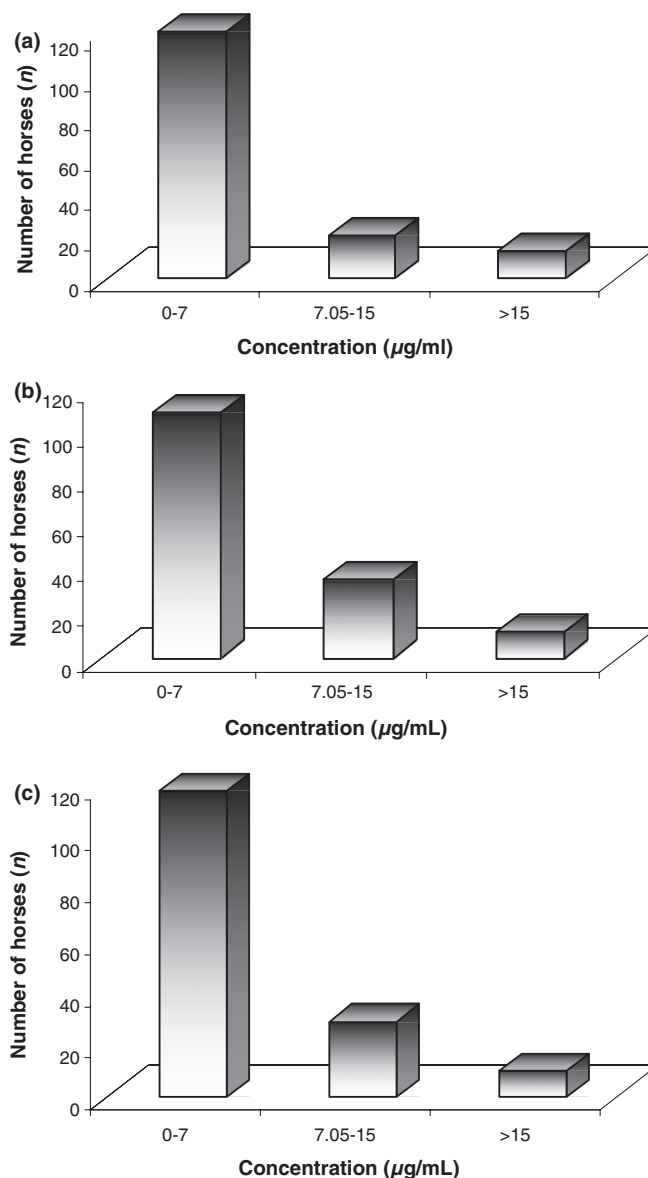 (a)
Number of horses (n)
120
100
80
60
40
20
0
0-7 7.05-15 >15
Concentration (µg/ml)
(b)
Number of horses (n)
120
100
80
60
40
20
0
0-7 7.05-15 >15
Concentration (µg/mL)
(c)
Number of horses (n)
120
100
80
60
40
20
0
0-7 7.05-15 >15
Concentration (µg/mL)